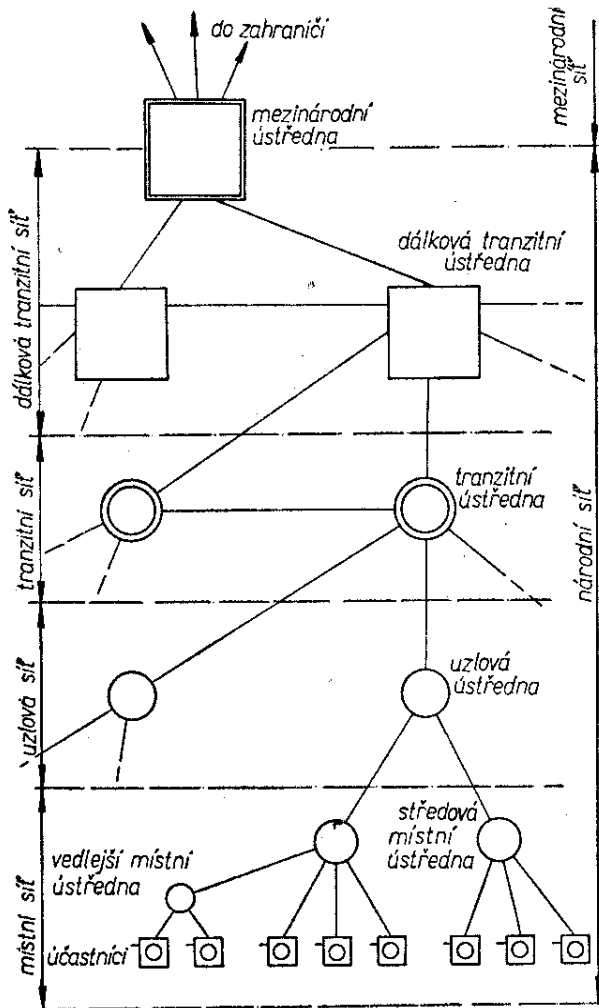 do zahraničí
mezinárodní
síť
mezinárodní
ústředna
dálková tranzitní
ústředna
dálková tranzitní síť
tranzitní
ústředna
tranzitní síť
národní síť
uzlová
ústředna
uzlová síť
středová
místní
ústředna
vedlejší místní
ústředna
účastníci
místní síť